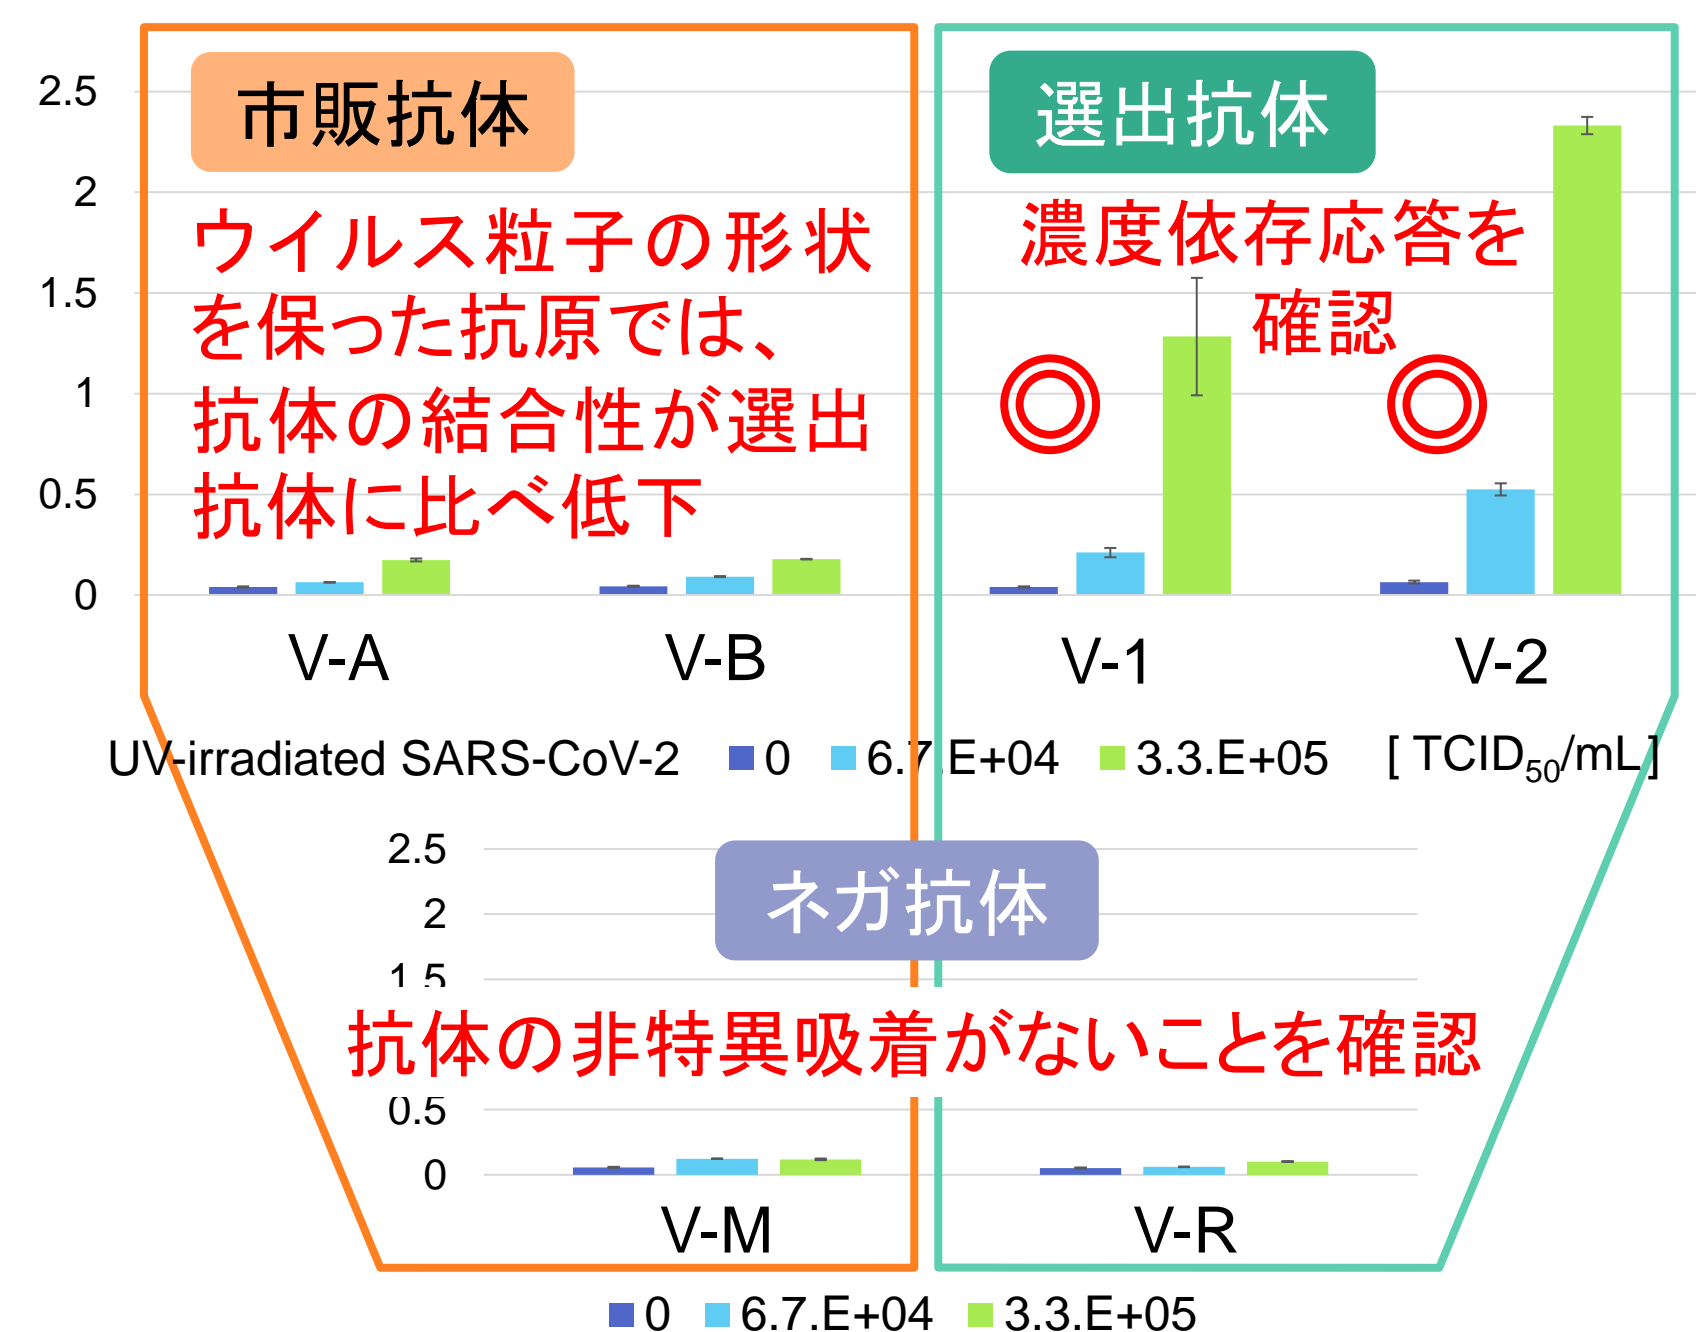 市販抗体
選出抗体
2.5
2
1.5
1
0.5
0
ウイルス粒子の形状
を保った抗原では、
抗体の結合性が選出
抗体に比べ低下
濃度依存応答を
確認
V-A
V-B
V-1
V-2
UV-irradiated SARS-CoV-2 0 6.7.E+04 3.3.E+05 [ TCID50/mL]
ネガ抗体
2.5
2
1.5
抗体の非特異吸着がないことを確認
0.5
0
V-M
V-R
0 6.7.E+04 3.3.E+05